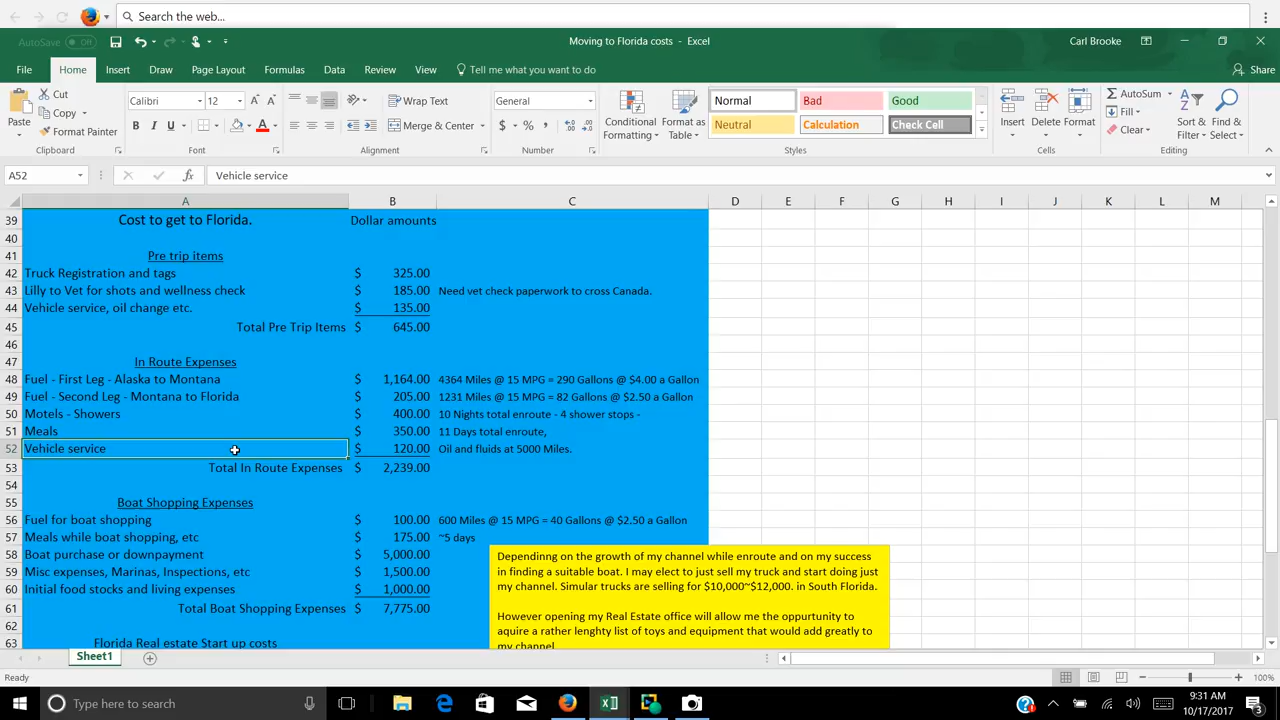 Search the web...
AutoSave Off
Moving to Florida costs - Excel
Carl Brooke
File Home Insert Draw Page Layout Formulas Data Review View Tell me what you want to do Share
Paste
Cut
Copy
Format Painter
Clipboard
Calibri 12
B I U
Font
Wrap Text
Merge & Center
Alignment
General
$ % ,
Number
Conditional Formatting
Format as Table
Normal Bad Good
Neutral Calculation Check Cell
Styles
Insert Delete Format
Cells
AutoSum
Fill
Clear
Sort & Filter
Find & Select
Editing
A52 fx Vehicle service
A B C D E F G H I J K L M
39 Cost to get to Florida. Dollar amounts
40
41 Pre trip items
42 Truck Registration and tags $ 325.00
43 Lilly to Vet for shots and wellness check $ 185.00 Need vet check paperwork to cross Canada.
44 Vehicle service, oil change etc. $ 135.00
45 Total Pre Trip Items $ 645.00
46
47 In Route Expenses
48 Fuel - First Leg - Alaska to Montana $ 1,164.00 4364 Miles @ 15 MPG = 290 Gallons @ $4.00 a Gallon
49 Fuel - Second Leg - Montana to Florida $ 205.00 1231 Miles @ 15 MPG = 82 Gallons @ $2.50 a Gallon
50 Motels - Showers $ 400.00 10 Nights total enroute - 4 shower stops -
51 Meals $ 350.00 11 Days total enroute,
52 Vehicle service $ 120.00 Oil and fluids at 5000 Miles.
53 Total In Route Expenses $ 2,239.00
54
55 Boat Shopping Expenses
56 Fuel for boat shopping $ 100.00 600 Miles @ 15 MPG = 40 Gallons @ $2.50 a Gallon
57 Meals while boat shopping, etc $ 175.00 ~5 days
58 Boat purchase or downpayment $ 5,000.00
59 Misc expenses, Marinas, Inspections, etc $ 1,500.00
60 Initial food stocks and living expenses $ 1,000.00
61 Total Boat Shopping Expenses $ 7,775.00
62
63 Florida Real estate Start up costs
Dependinng on the growth of my channel while enroute and on my success
in finding a suitable boat. I may elect to just sell my truck and start doing just
my channel. Simular trucks are selling for $10,000~$12,000. in South Florida.
However opening my Real Estate office will allow me the oppurtunity to
aquire a rather lenghty list of toys and equipment that would add greatly to
my channel.
Sheet1
Ready
100%
Type here to search
9:31 AM
10/17/2017
3